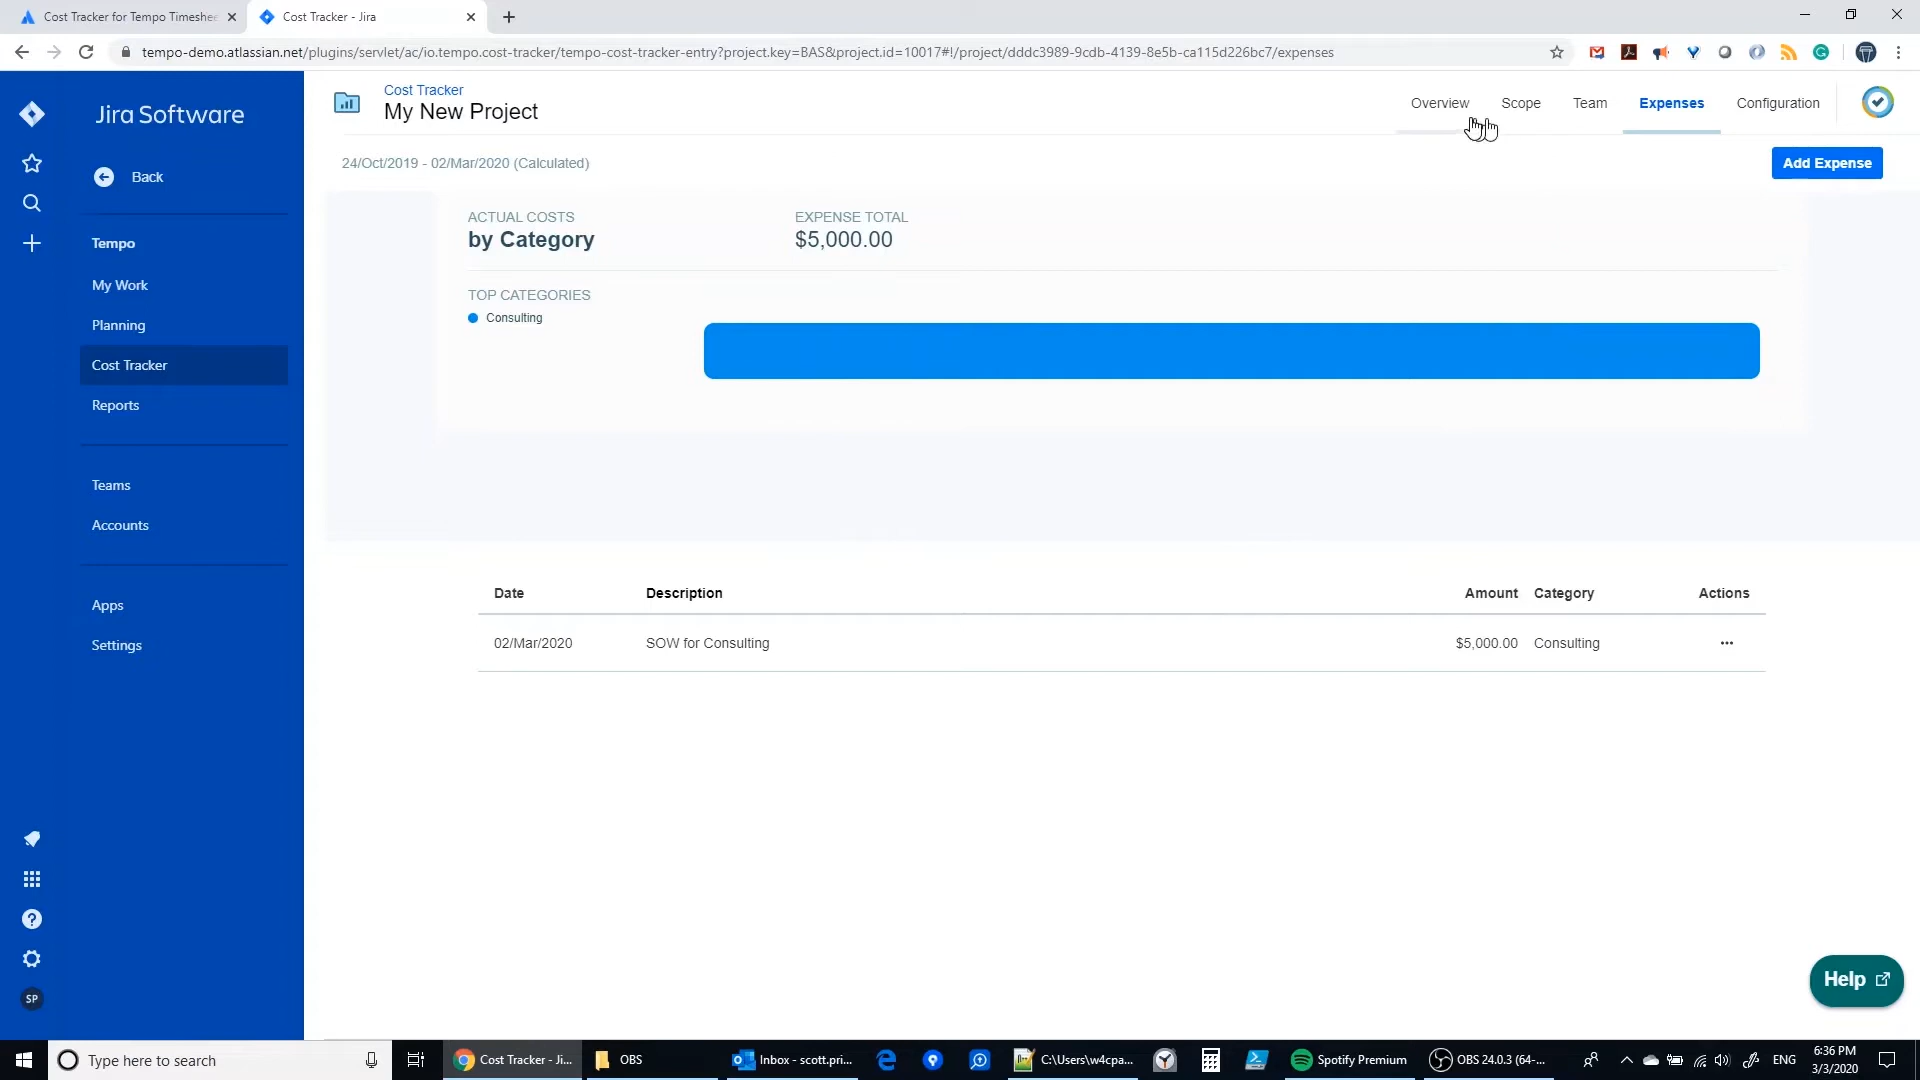 Cost Tracker for Tempo Timeshee
Cost Tracker - Jira
tempo-demo.atlassian.net/plugins/servlet/ac/io.tempo.cost-tracker/tempo-cost-tracker-entry?project.key=BAS&project.id=10017#!/project/dddc3989-9cdb-4139-8e5b-ca115d226bc7/expenses
Jira Software
Back
Tempo
My Work
Planning
Cost Tracker
Reports
Teams
Accounts
Apps
Settings
SP
Cost Tracker
My New Project
Overview Scope Team Expenses Configuration
24/Oct/2019 - 02/Mar/2020 (Calculated)
Add Expense
ACTUAL COSTS
by Category
EXPENSE TOTAL
$5,000.00
TOP CATEGORIES
Consulting
Date Description Amount Category Actions
02/Mar/2020 SOW for Consulting $5,000.00 Consulting
Help
Type here to search
Cost Tracker - Ji...
OBS
Inbox - scott.pri...
C:\Users\w4cpa...
Spotify Premium
OBS 24.0.3 (64-...
ENG
6:36 PM
3/3/2020